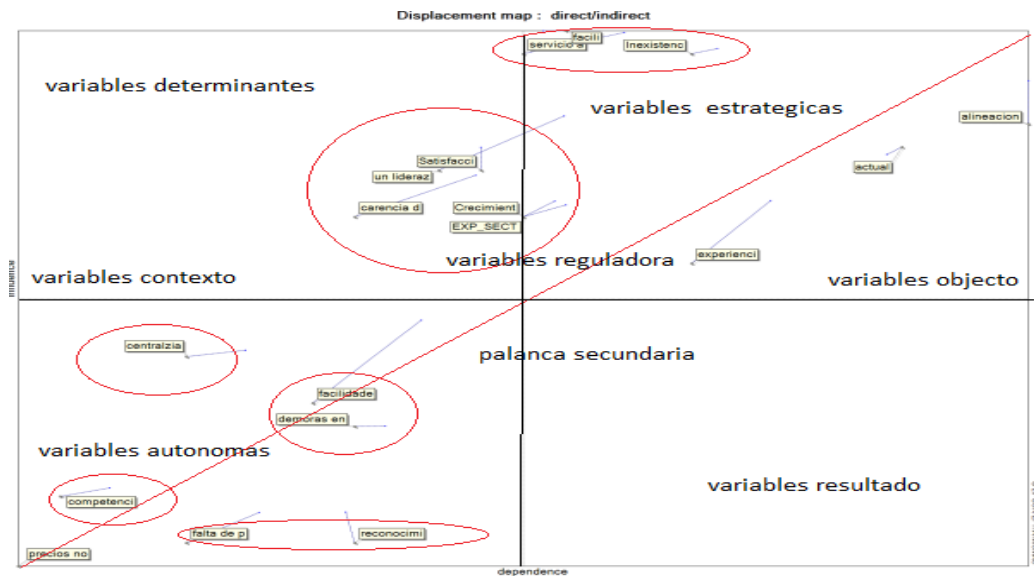 Displacement map : direct/indirect
facili
servicio a
Inexistenc
variables determinantes
variables estrategicas
alineacion
Satisfacci
actual
un lideraz
carencia d
Crecimient
EXP_SECT
variables reguladora
experienci
variables contexto
variables objecto
centralzia
palanca secundaria
facilidade
demoras en
variables autonomas
variables resultado
competenci
falta de p
reconocimi
precios no
dependence